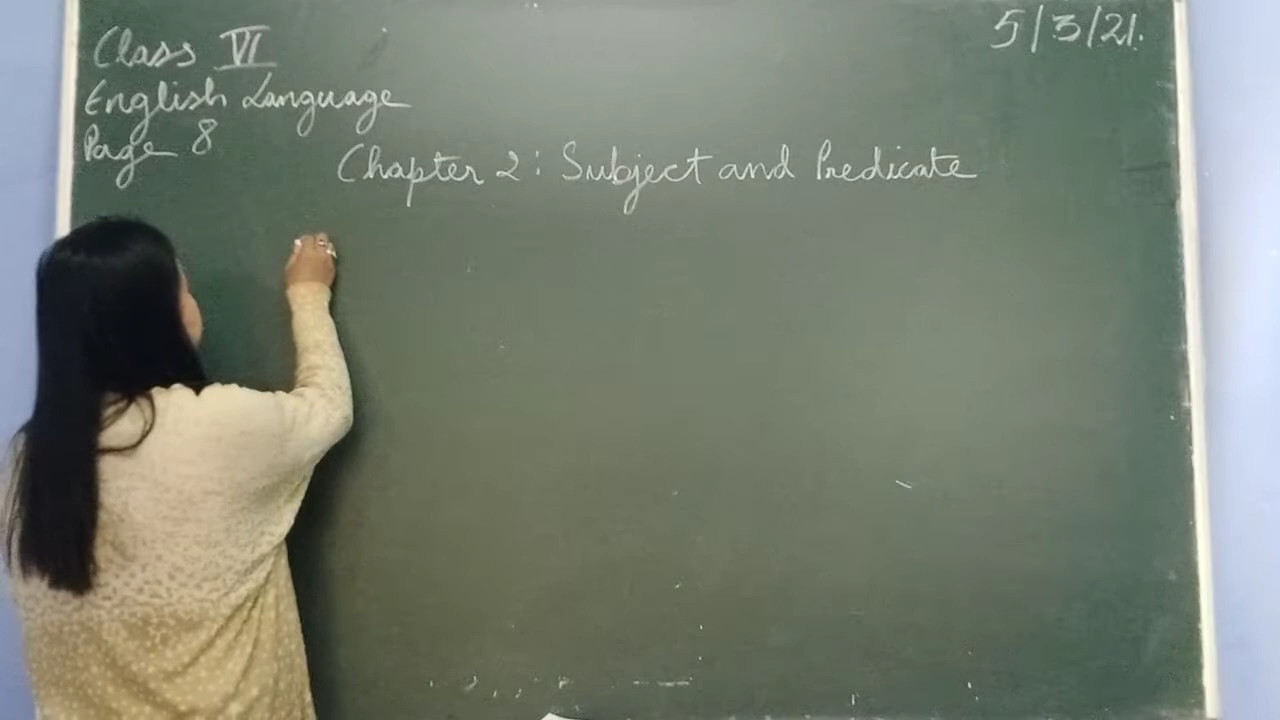 Class VI
5/3/21.
English Language
Page 8
Chapter 2: Subject and Predicate